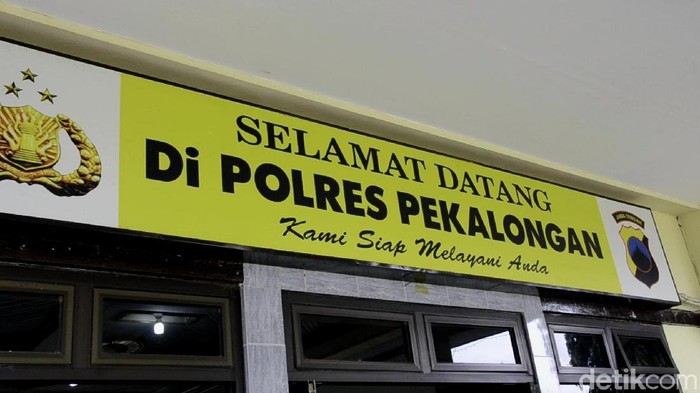 SELAMAT DATANG
Di POLRES PEKALONGAN
Kami Siap Melayani Anda
detikcom